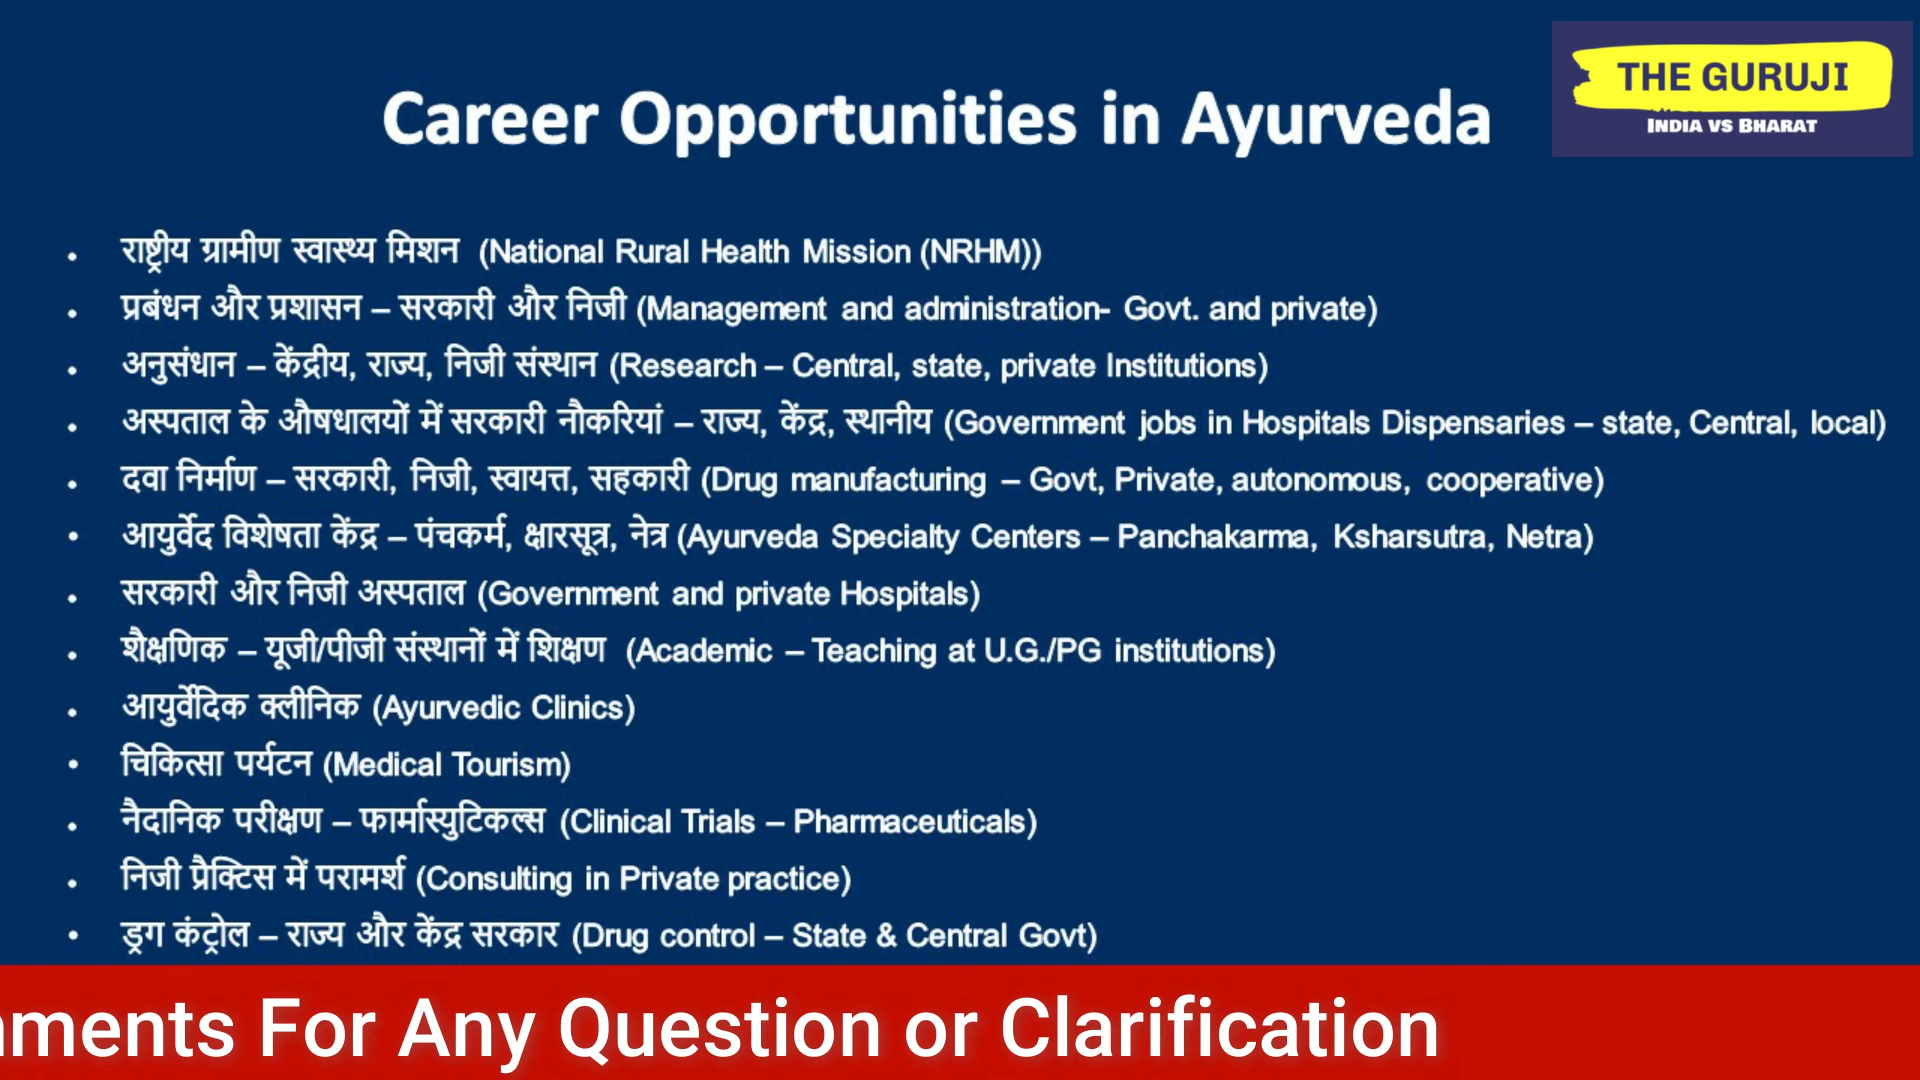 Career Opportunities in Ayurveda
THE GURUJI
INDIA VS BHARAT
• राष्ट्रीय ग्रामीण स्वास्थ्य मिशन (National Rural Health Mission (NRHM))
• प्रबंधन और प्रशासन – सरकारी और निजी (Management and administration- Govt. and private)
• अनुसंधान – केंद्रीय, राज्य, निजी संस्थान (Research – Central, state, private Institutions)
• अस्पताल के औषधालयों में सरकारी नौकरियां – राज्य, केंद्र, स्थानीय (Government jobs in Hospitals Dispensaries – state, Central, local)
• दवा निर्माण – सरकारी, निजी, स्वायत्त, सहकारी (Drug manufacturing – Govt, Private, autonomous, cooperative)
• आयुर्वेद विशेषता केंद्र – पंचकर्म, क्षारसूत्र, नेत्र (Ayurveda Specialty Centers – Panchakarma, Ksharsutra, Netra)
• सरकारी और निजी अस्पताल (Government and private Hospitals)
• शैक्षणिक – यूजी/पीजी संस्थानों में शिक्षण (Academic – Teaching at U.G./PG institutions)
• आयुर्वेदिक क्लीनिक (Ayurvedic Clinics)
• चिकित्सा पर्यटन (Medical Tourism)
• नैदानिक परीक्षण – फार्मास्युटिकल्स (Clinical Trials – Pharmaceuticals)
• निजी प्रैक्टिस में परामर्श (Consulting in Private practice)
• ड्रग कंट्रोल – राज्य और केंद्र सरकार (Drug control – State & Central Govt)
For Any Question or Clarification